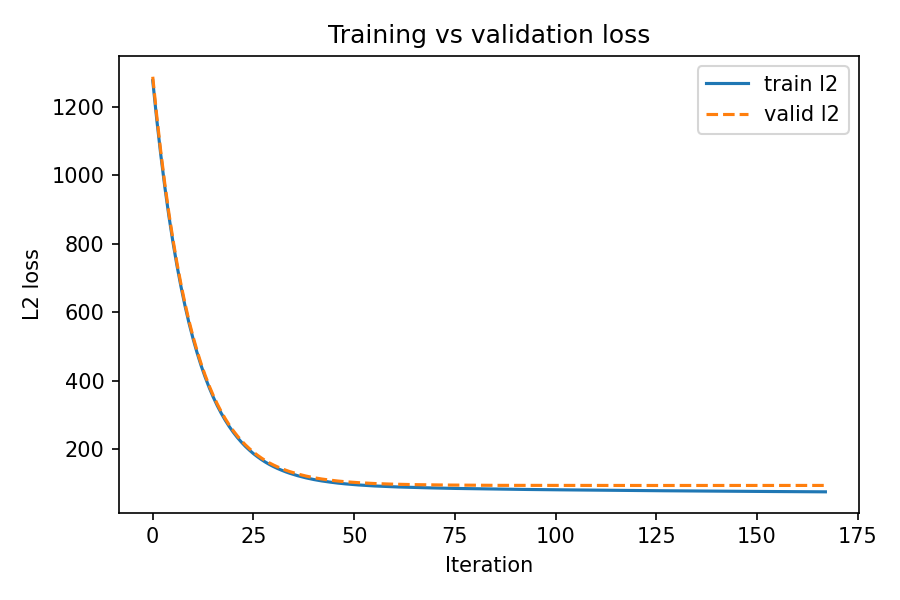 Training vs validation loss
train l2
valid l2
L2 loss
1200
1000
800
600
400
200
0 25 50 75 100 125 150 175
Iteration